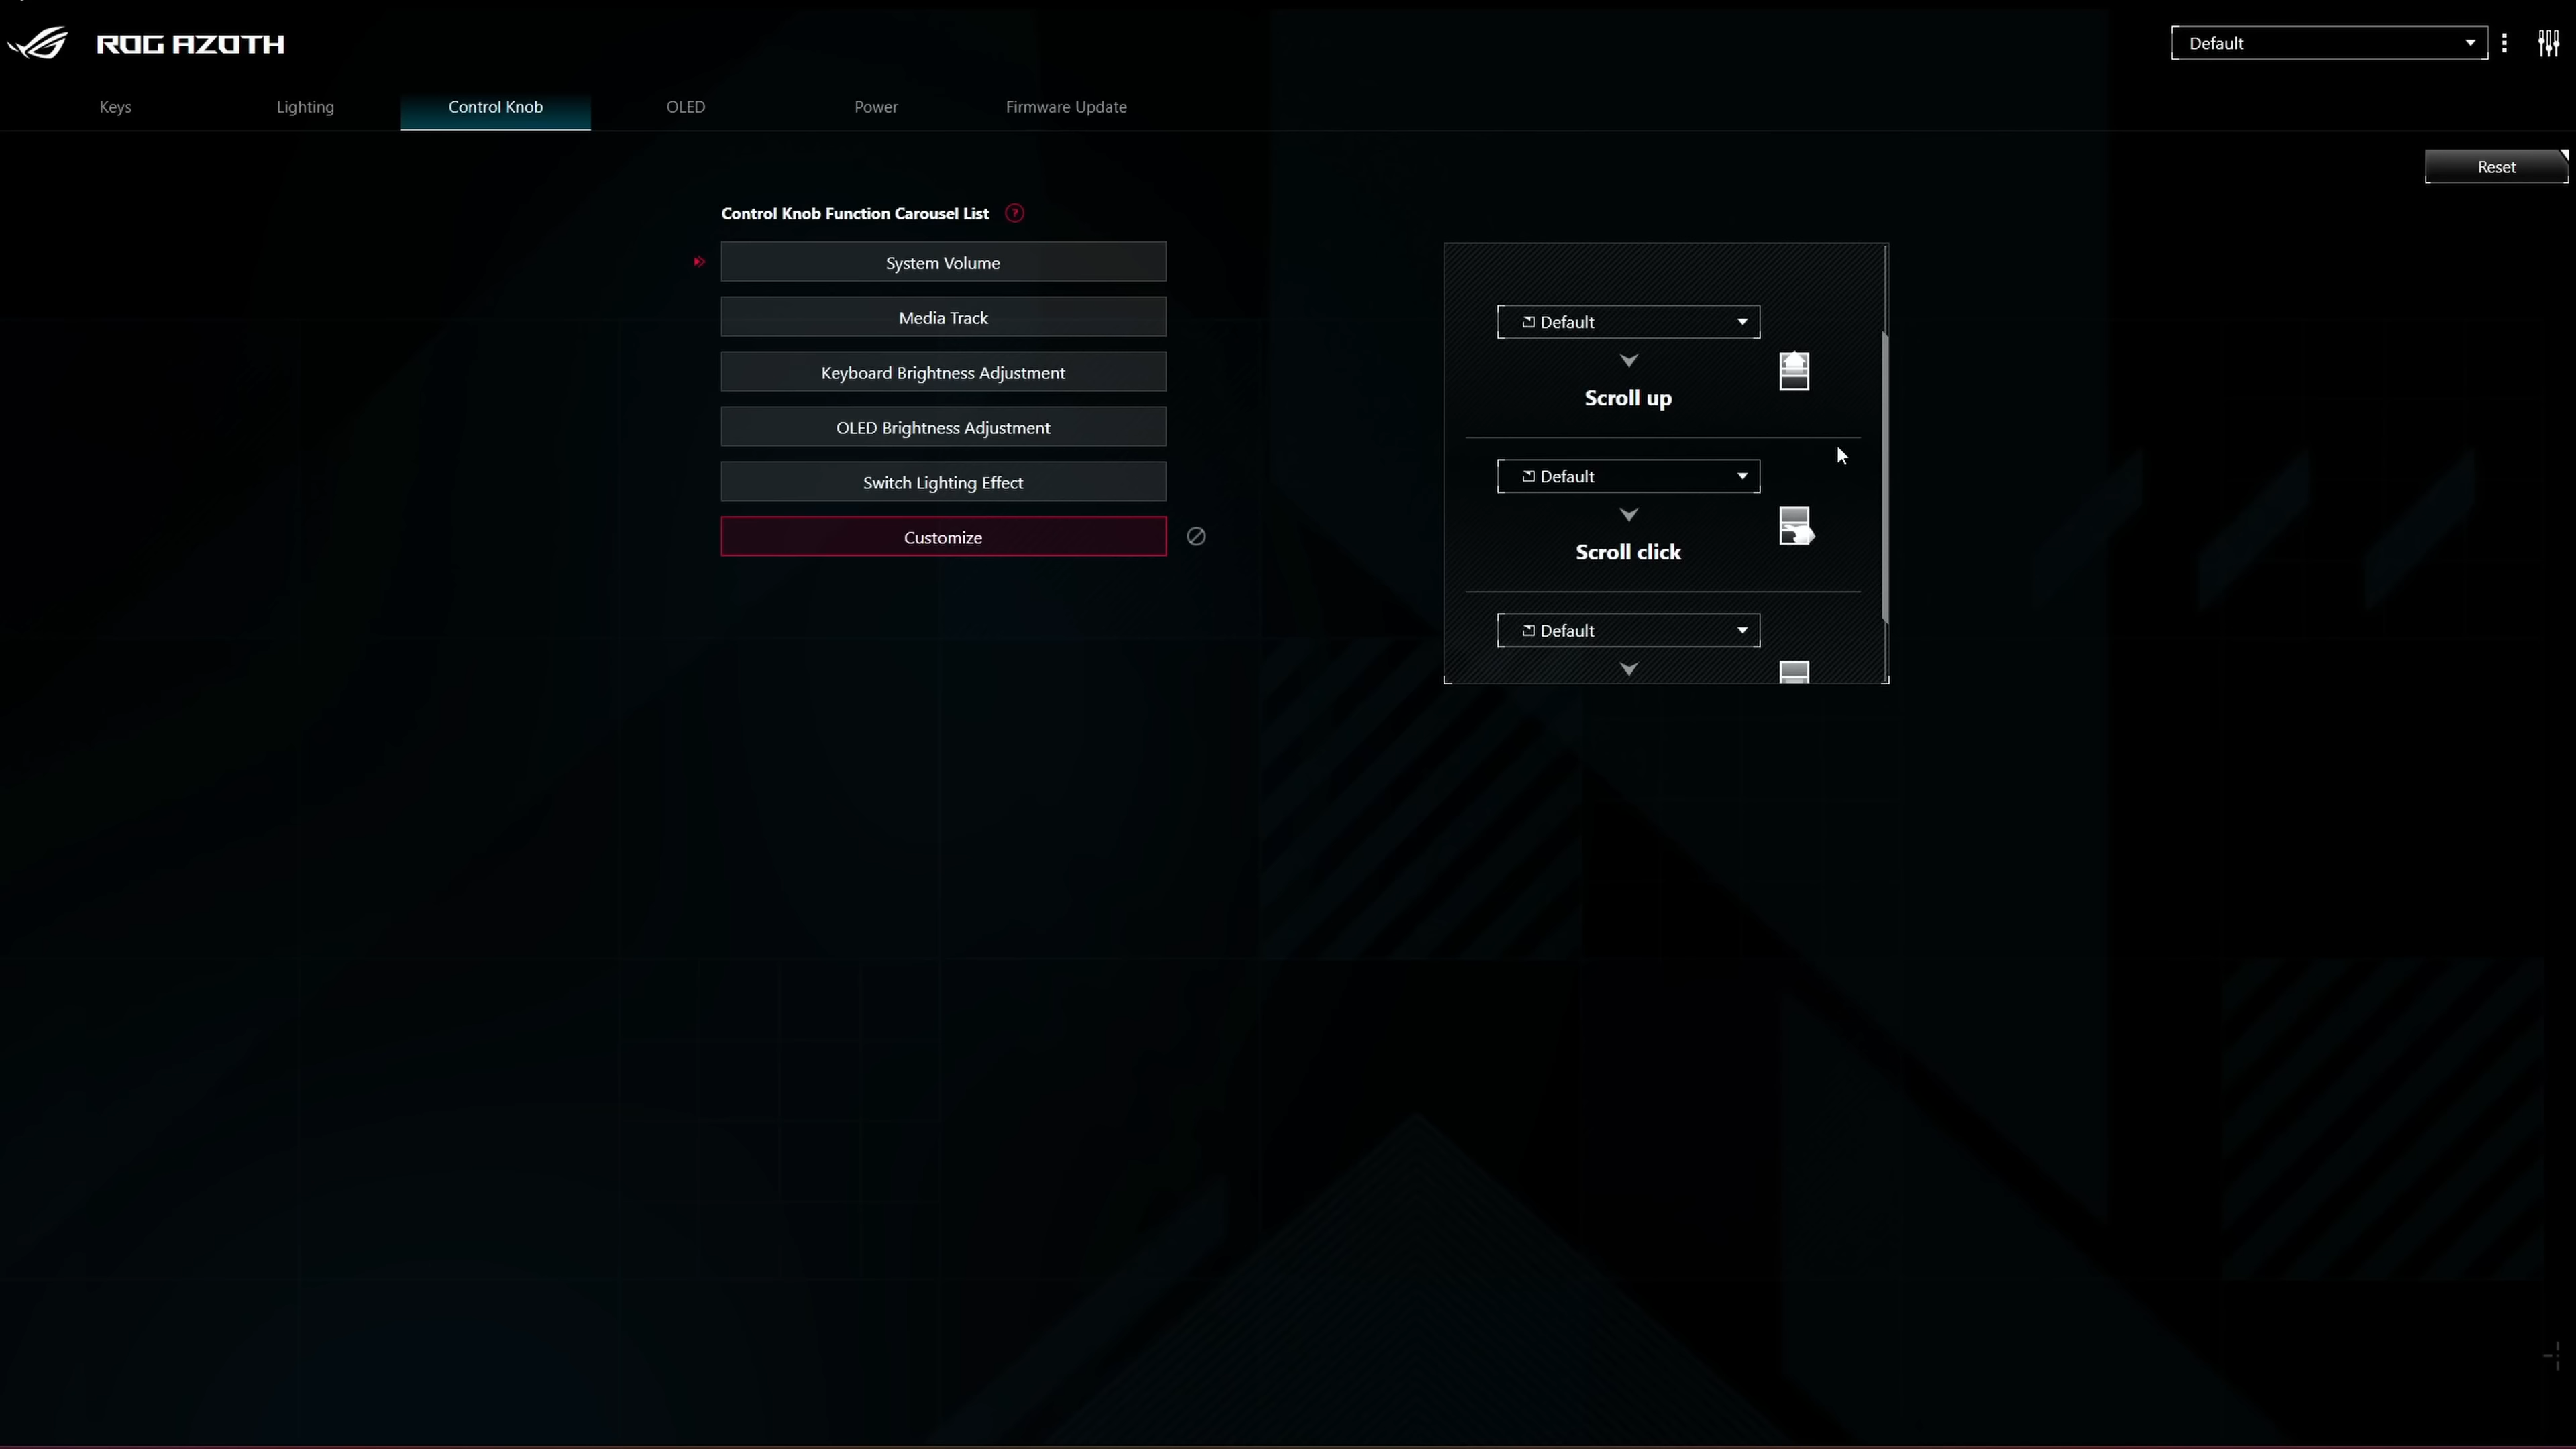 ROG AZOTH
Default
Keys
Lighting
Control Knob
OLED
Power
Firmware Update
Reset
Control Knob Function Carousel List ?
System Volume
Media Track
Keyboard Brightness Adjustment
OLED Brightness Adjustment
Switch Lighting Effect
Customize
Default
Scroll up
Default
Scroll click
Default